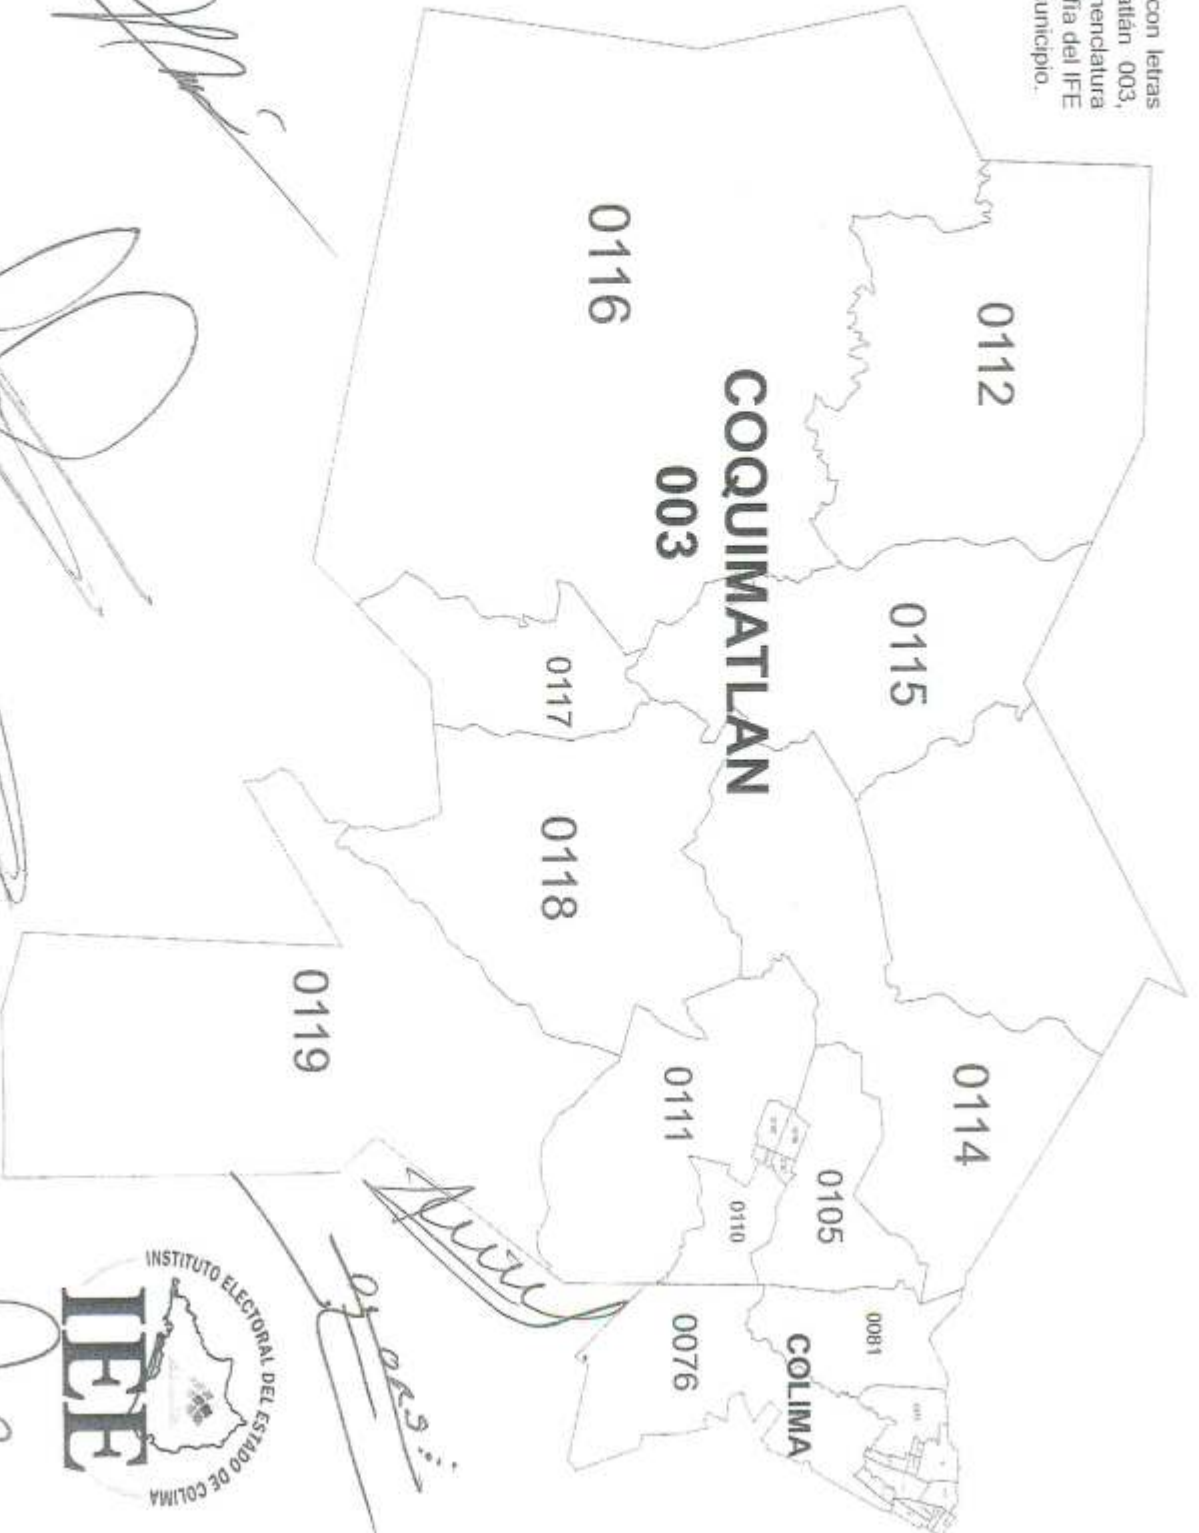 con letras
atlán 003,
nenclatura
fía del IFE
unicipio.
0112
0116
COQUIMATLAN
003
0115
0117
0118
0114
0119
0111
0105
0110
0081
0076
COLIMA
INSTITUTO ELECTORAL DEL ESTADO DE COLIMA
IEE